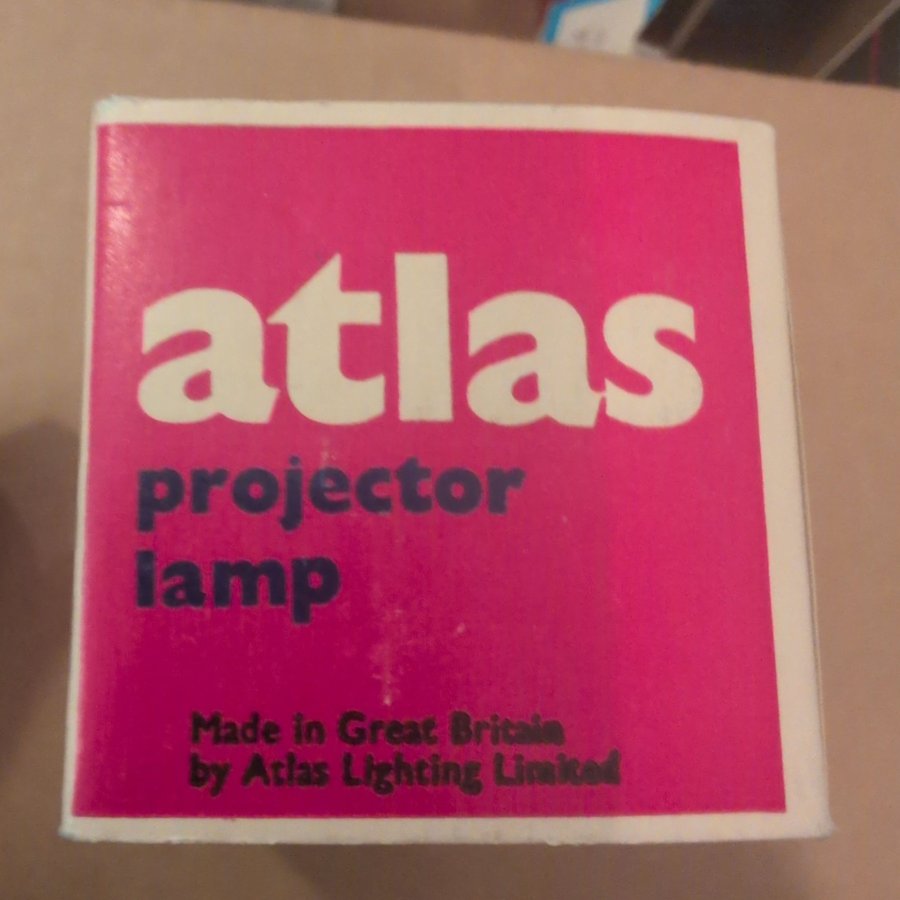 atlas
projector
lamp
Made in Great Britain
by Atlas Lighting Limited